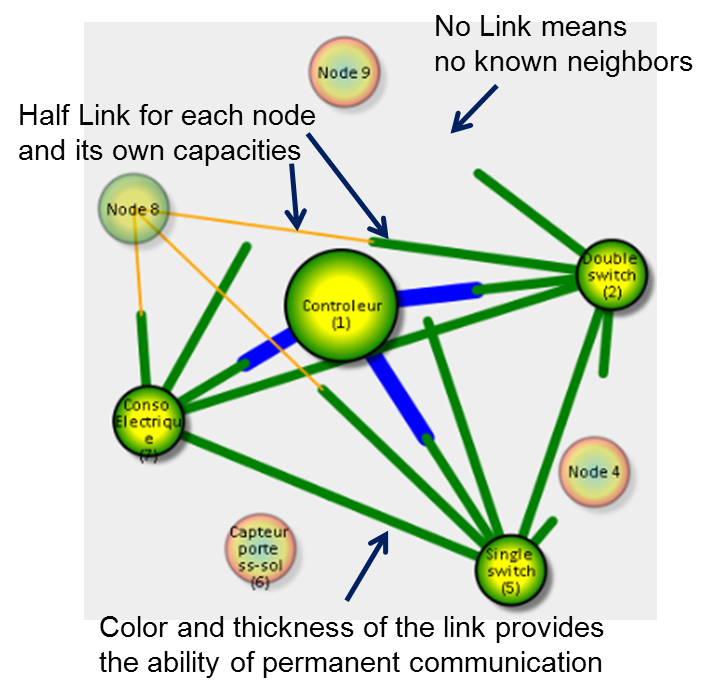 No Link means
no known neighbors
Node 9
Half Link for each node
and its own capacities
Node 8
Double
switch
(2)
Controleur
(1)
Conso
Electriqu
e
(7)
Node 4
Capteur
porte
ss-sol
(6)
Single
switch
(5)
Color and thickness of the link provides
the ability of permanent communication